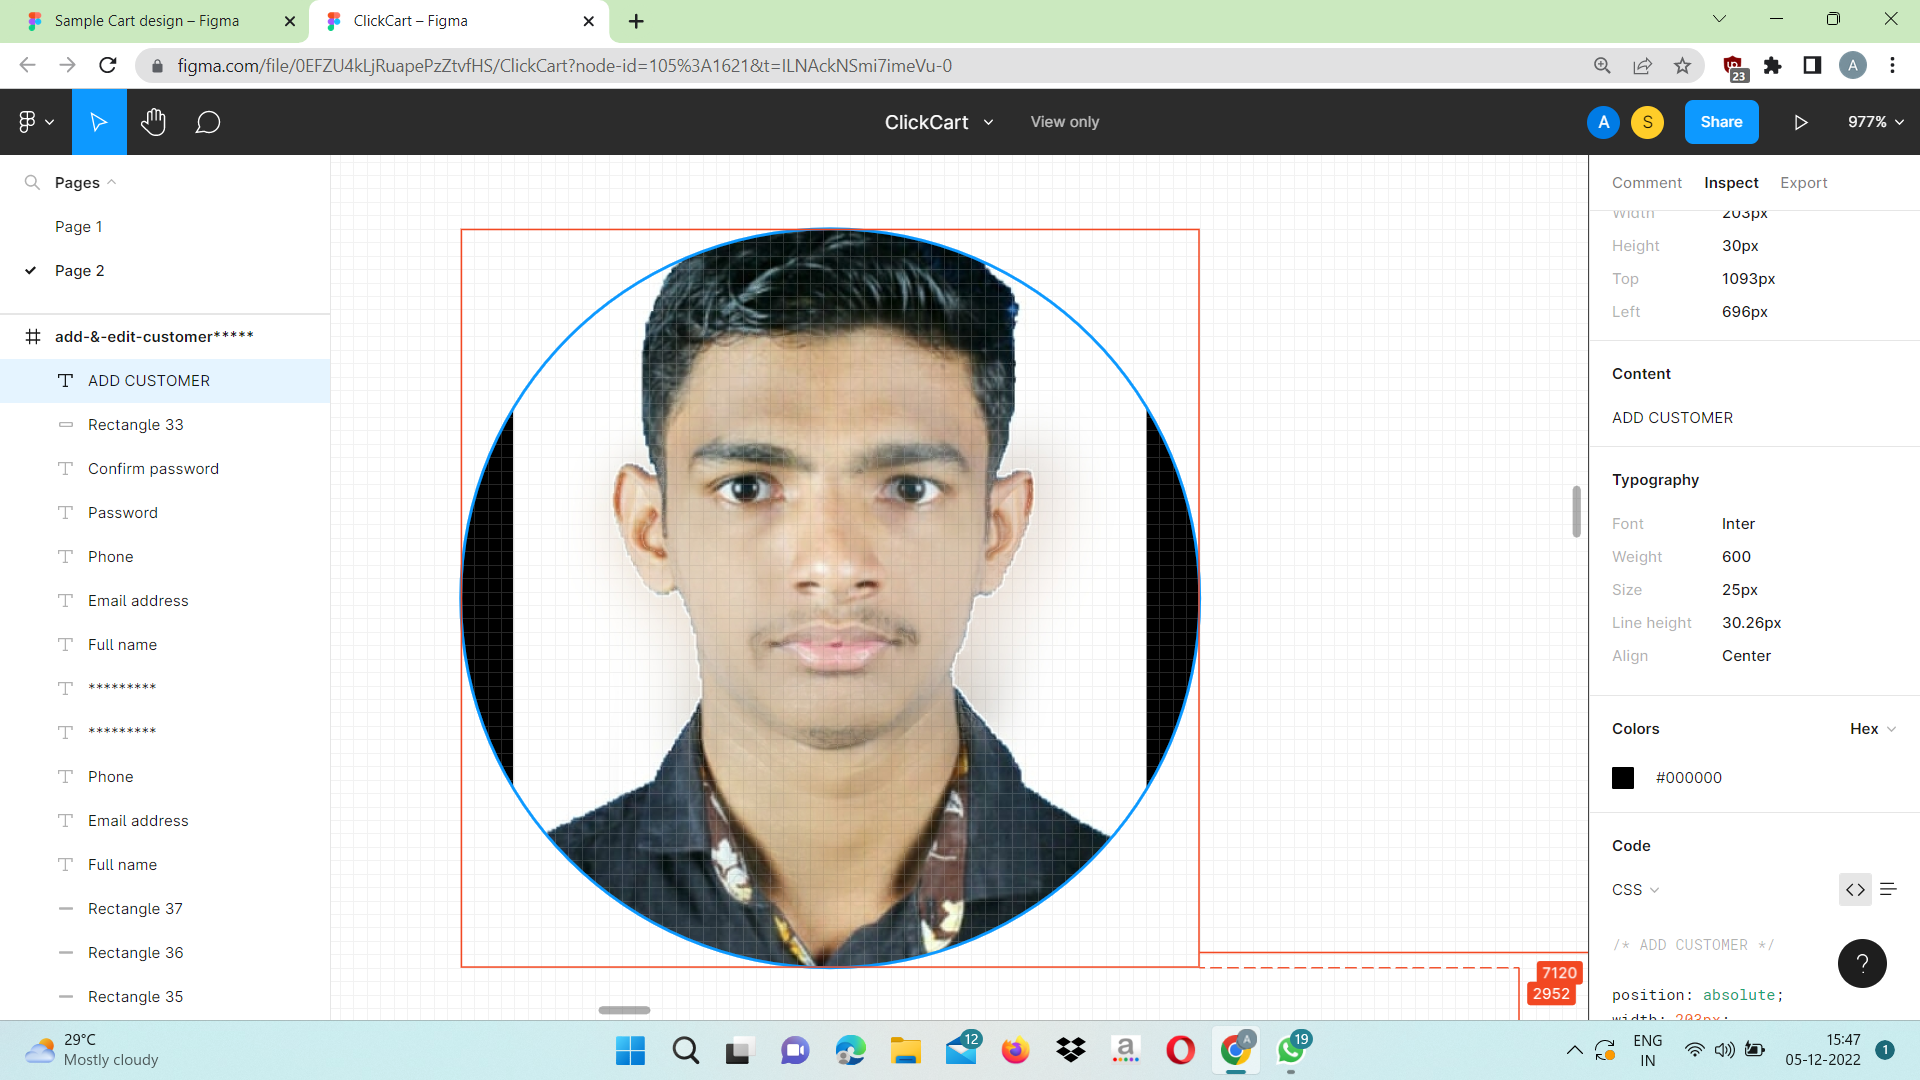 Sample Cart design – Figma
ClickCart – Figma
figma.com/file/0EFZU4kLjRuapePzZtvfHS/ClickCart?node-id=105%3A1621&t=ILNAckNSmi7imeVu-0
23
A
ClickCart
View only
A
S
Share
977%
Pages
Page 1
Page 2
add-&-edit-customer*****
ADD CUSTOMER
Rectangle 33
Confirm password
Password
Phone
Email address
Full name
*********
*********
Phone
Email address
Full name
Rectangle 37
Rectangle 36
Rectangle 35
7120
2952
Comment Inspect Export
Width 203px
Height 30px
Top 1093px
Left 696px
Content
ADD CUSTOMER
Typography
Font Inter
Weight 600
Size 25px
Line height 30.26px
Align Center
Colors Hex
#000000
Code
CSS
/* ADD CUSTOMER */
?
position: absolute;
width: 203px;
29°C
Mostly cloudy
12
a
A
19
ENG
IN
15:47
05-12-2022
1